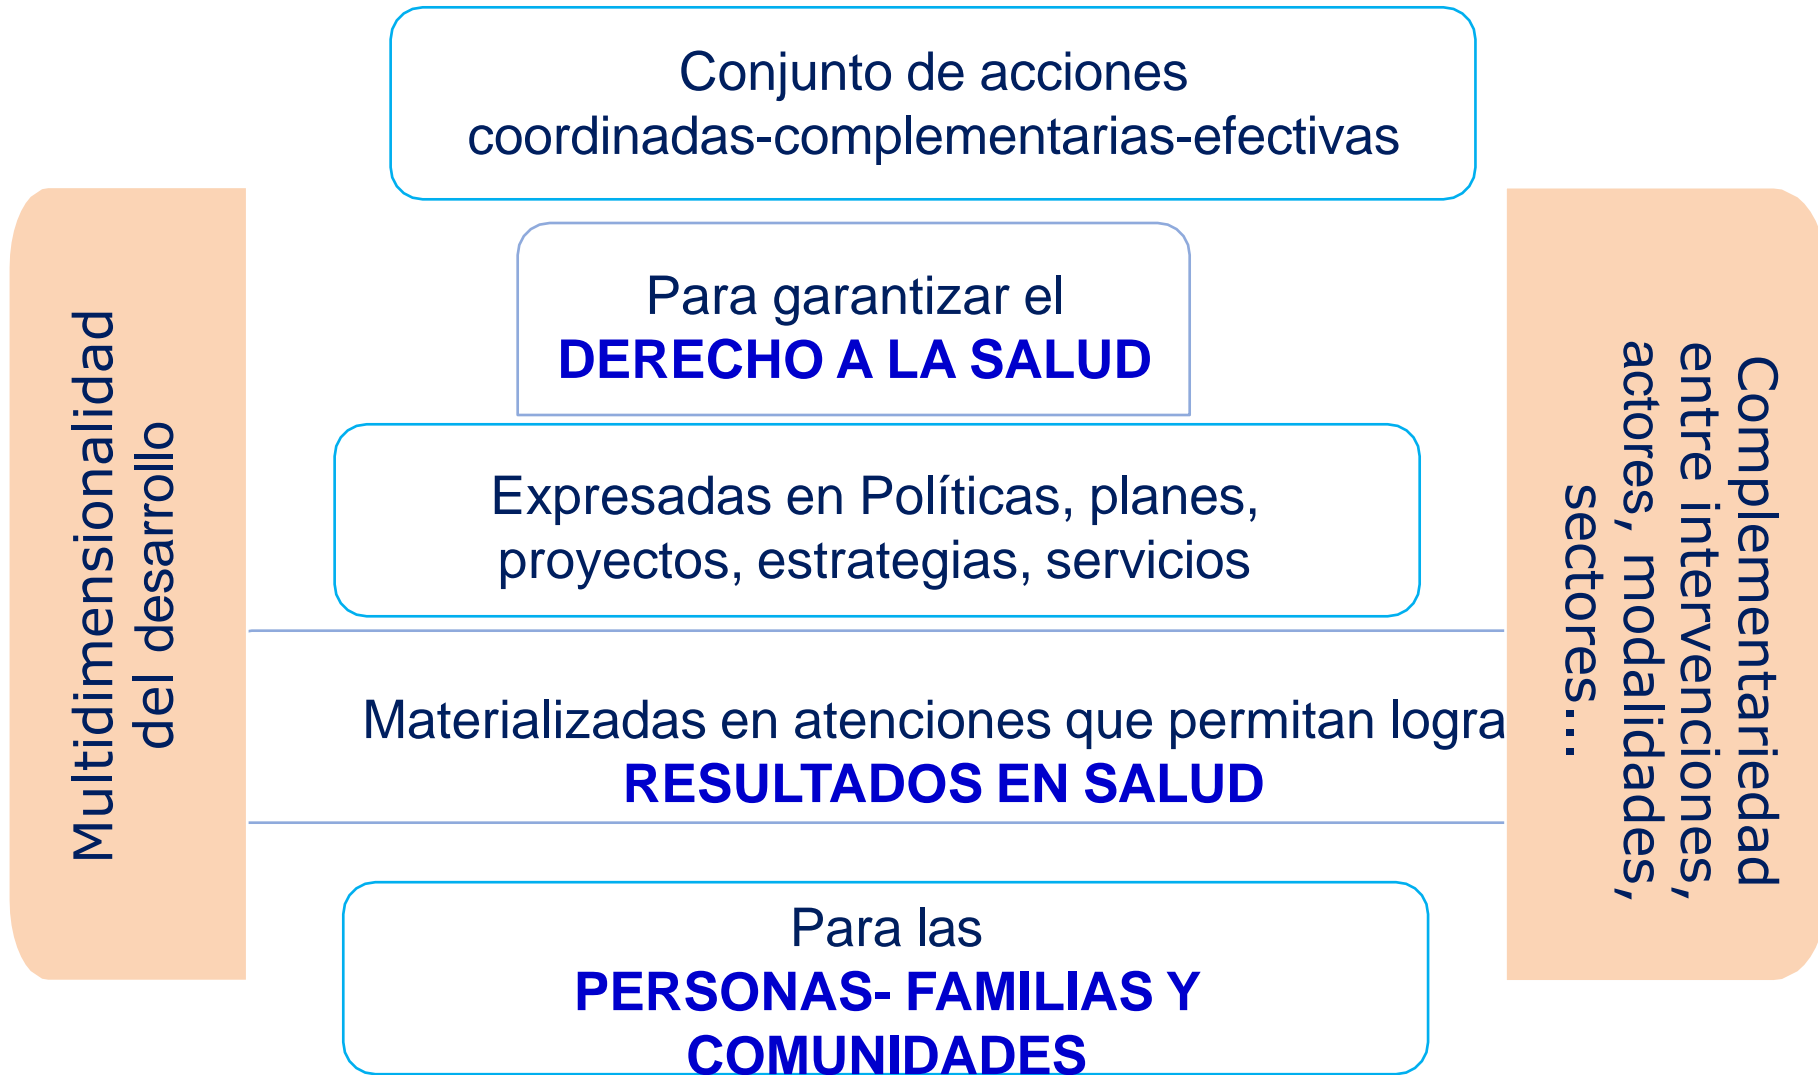 Conjunto de acciones
coordinadas-complementarias-efectivas
Para garantizar el
DERECHO A LA SALUD
Expresadas en Políticas, planes,
proyectos, estrategias, servicios
Materializadas en atenciones que permitan logra
RESULTADOS EN SALUD
Para las
PERSONAS- FAMILIAS Y
COMUNIDADES
Multidimensionalidad
del desarrollo
Complementariedad
entre intervenciones,
actores, modalidades,
sectores....